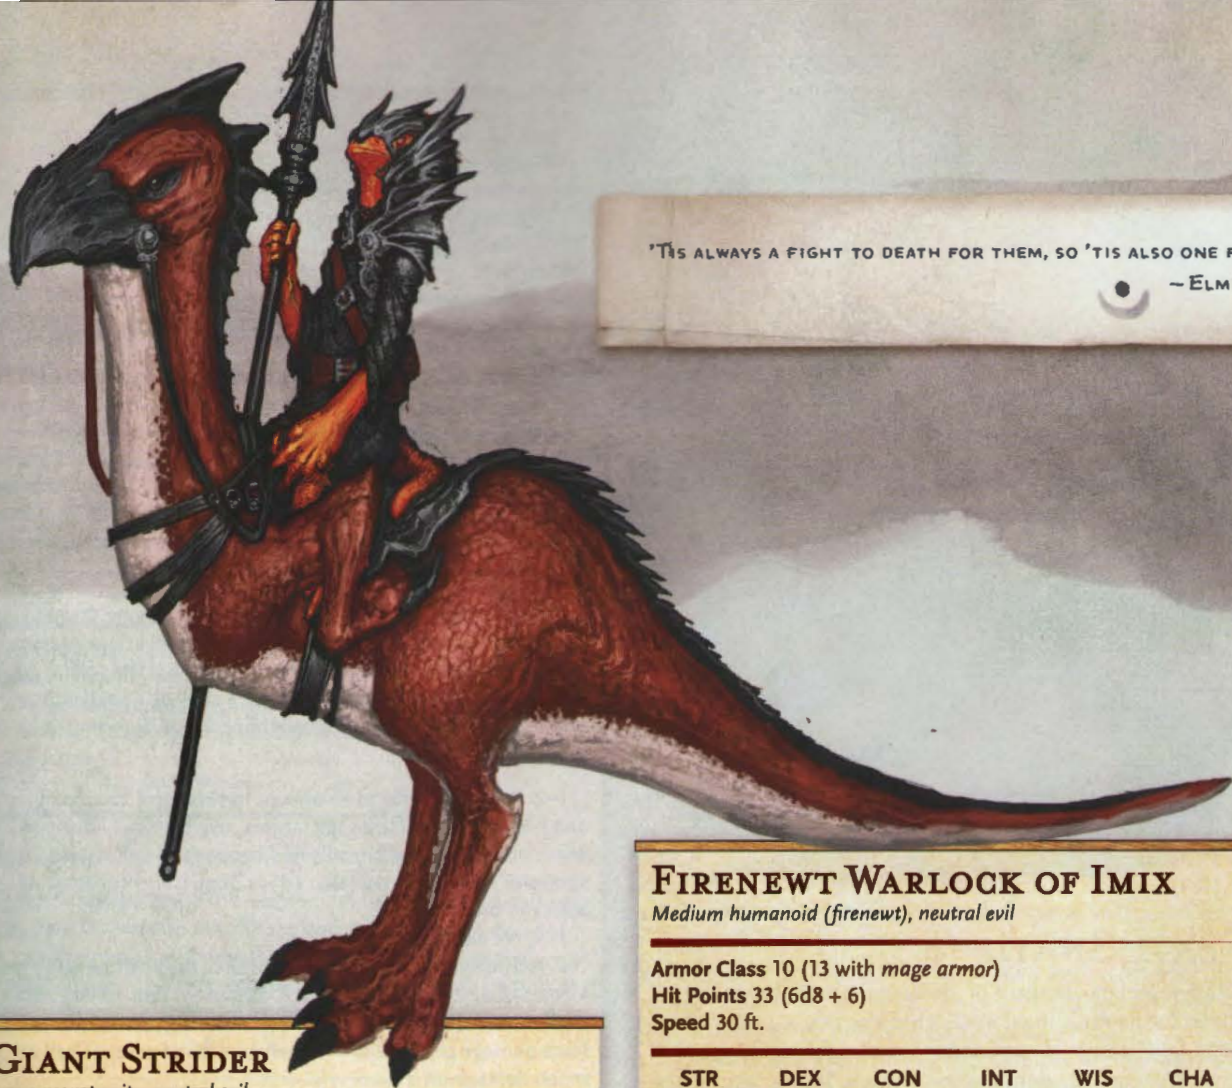 'TIS ALWAYS A FIGHT TO DEATH FOR THEM, SO 'TIS ALSO ONE
~ELM
FIRENEWT WARLOCK OF IMIX
Medium humanoid (firenewt), neutral evil
Armor Class 10 (13 with mage armor)
Hit Points 33 (6d8 + 6)
Speed 30 ft.
STR DEX CON INT WIS CHA
GIANT STRIDER